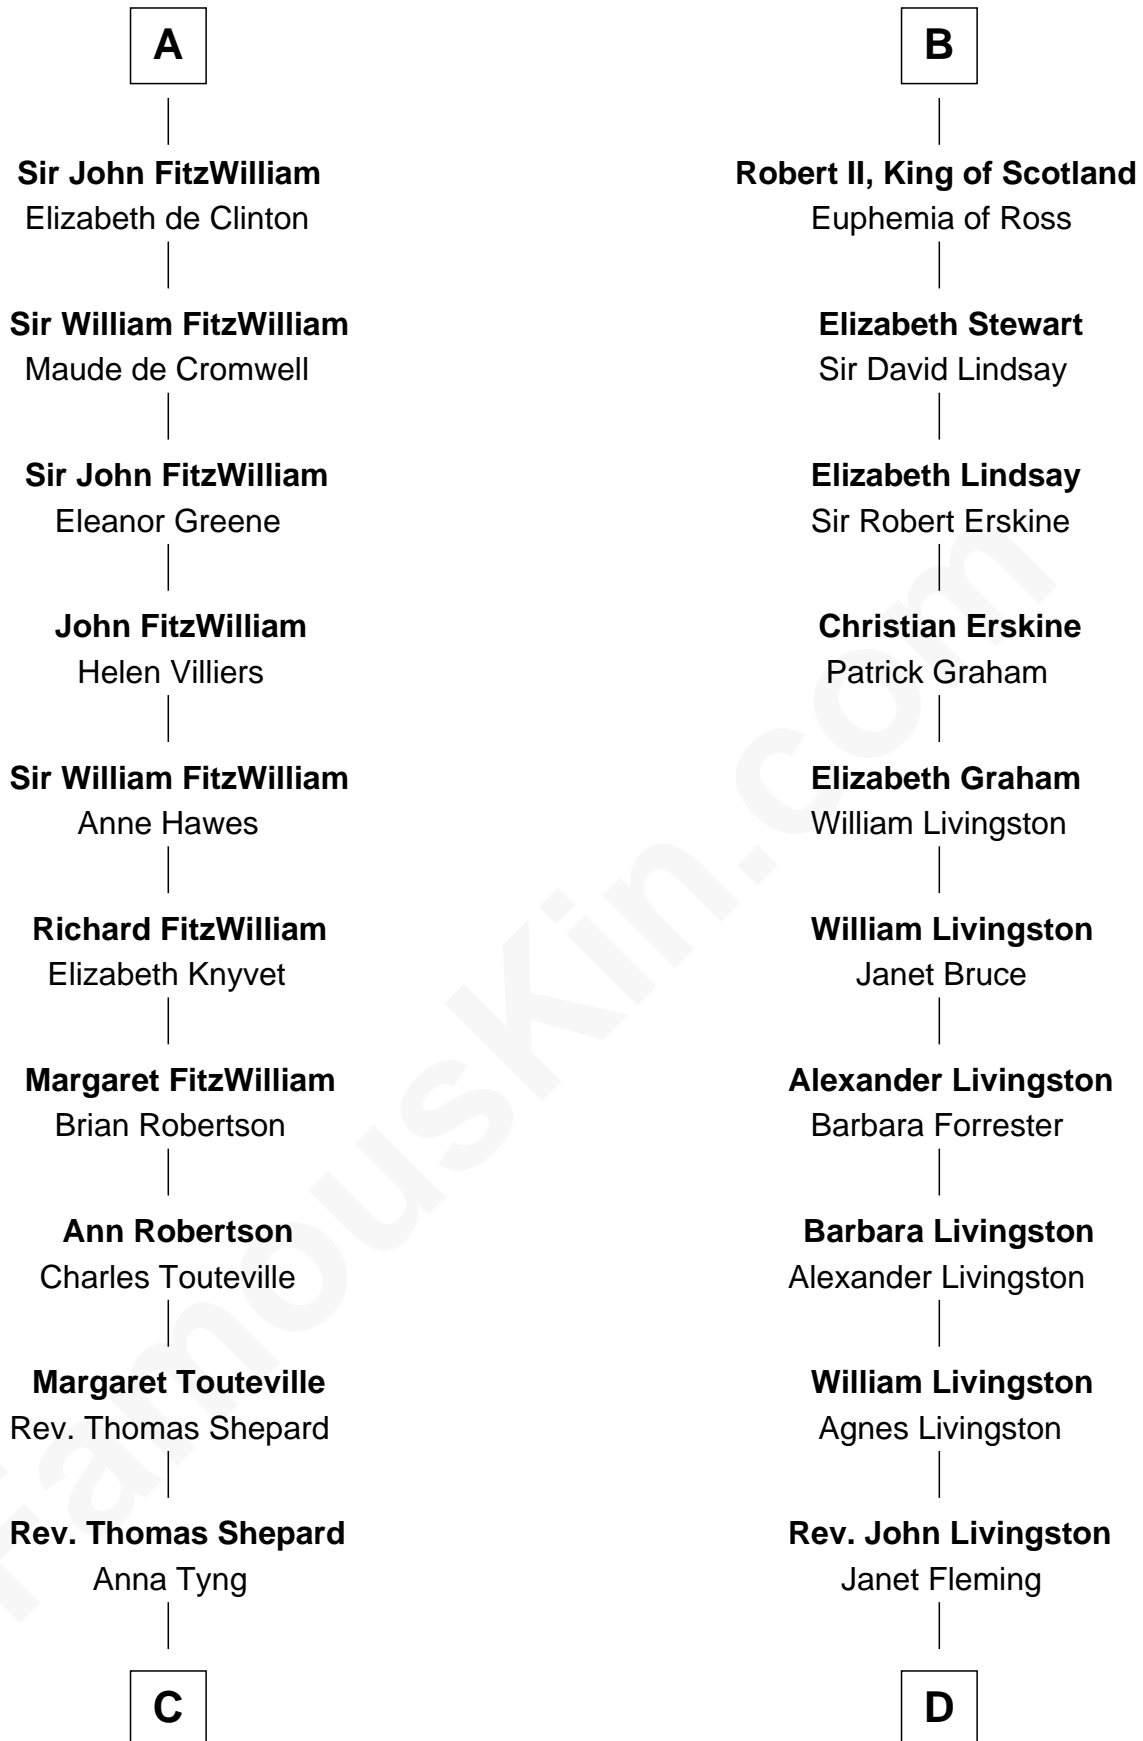 A
Sir John FitzWilliam
Elizabeth de Clinton
Sir William FitzWilliam
Maude de Cromwell
Sir John FitzWilliam
Eleanor Greene
John FitzWilliam
Helen Villiers
Sir William FitzWilliam
Anne Hawes
Richard FitzWilliam
Elizabeth Knyvet
Margaret FitzWilliam
Brian Robertson
Ann Robertson
Charles Touteville
Margaret Touteville
Rev. Thomas Shepard
Rev. Thomas Shepard
Anna Tyng
C
B
Robert II, King of Scotland
Euphemia of Ross
Elizabeth Stewart
Sir David Lindsay
Elizabeth Lindsay
Sir Robert Erskine
Christian Erskine
Patrick Graham
Elizabeth Graham
William Livingston
William Livingston
Janet Bruce
Alexander Livingston
Barbara Forrester
Barbara Livingston
Alexander Livingston
William Livingston
Agnes Livingston
Rev. John Livingston
Janet Fleming
D
FamousKin.com